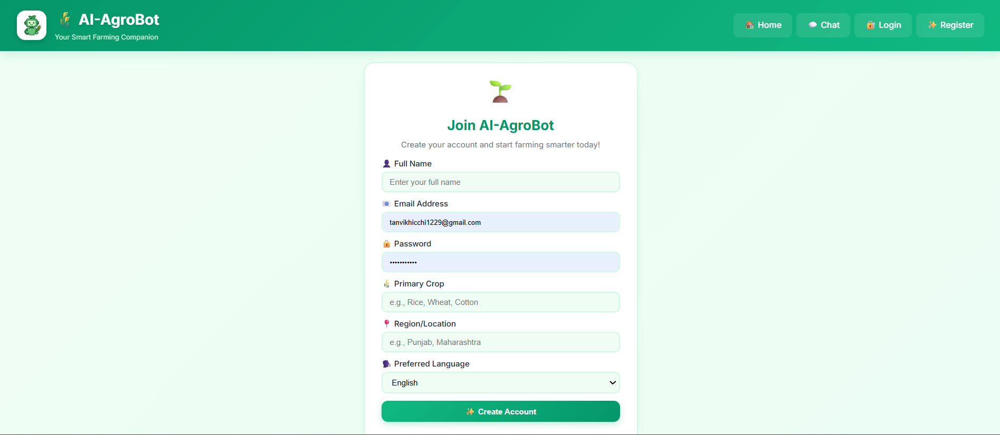 AI-AgroBot
Your Smart Farming Companion
Home
Chat
Login
Register
Join AI-AgroBot
Create your account and start farming smarter today!
Full Name
Enter your full name
Email Address
tanvikhicchi1229@gmail.com
Password
•••••••••••
Primary Crop
e.g., Rice, Wheat, Cotton
Region/Location
e.g., Punjab, Maharashtra
Preferred Language
English
Create Account